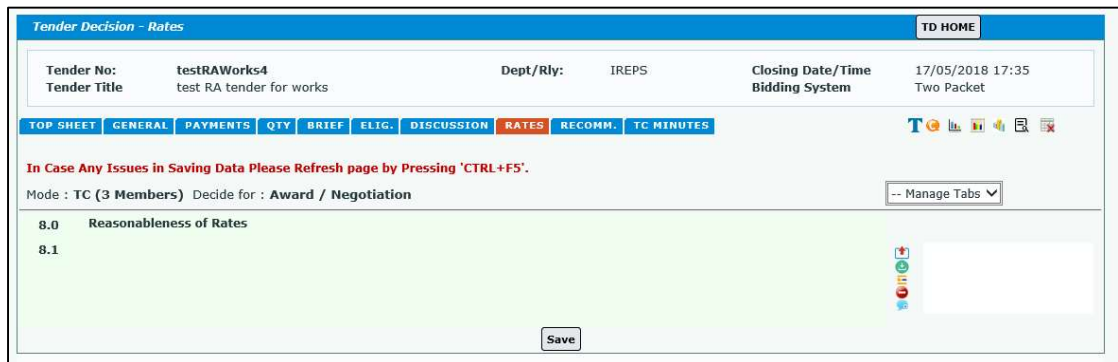 Tender Decision - Rates TD HOME
Tender No: testRAWorks4 Dept/Rly: IREPS Closing Date/Time 17/05/2018 17:35
Tender Title test RA tender for works Bidding System Two Packet
TOP SHEET GENERAL PAYMENTS QTY BRIEF ELIG. DISCUSSION RATES RECOMM. TC MINUTES
In Case Any Issues in Saving Data Please Refresh page by Pressing 'CTRL+F5'.
Mode : TC (3 Members) Decide for : Award / Negotiation -- Manage Tabs
8.0 Reasonableness of Rates
8.1
Save